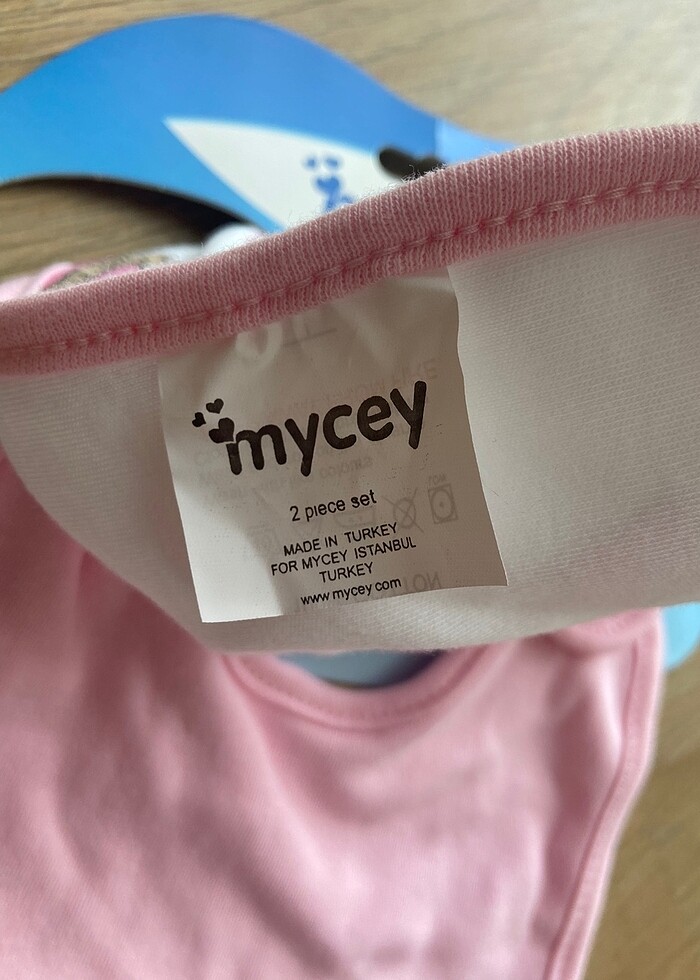 mycey
2 piece set
MADE IN TURKEY
FOR MYCEY ISTANBUL
TURKEY
www.mycey.com